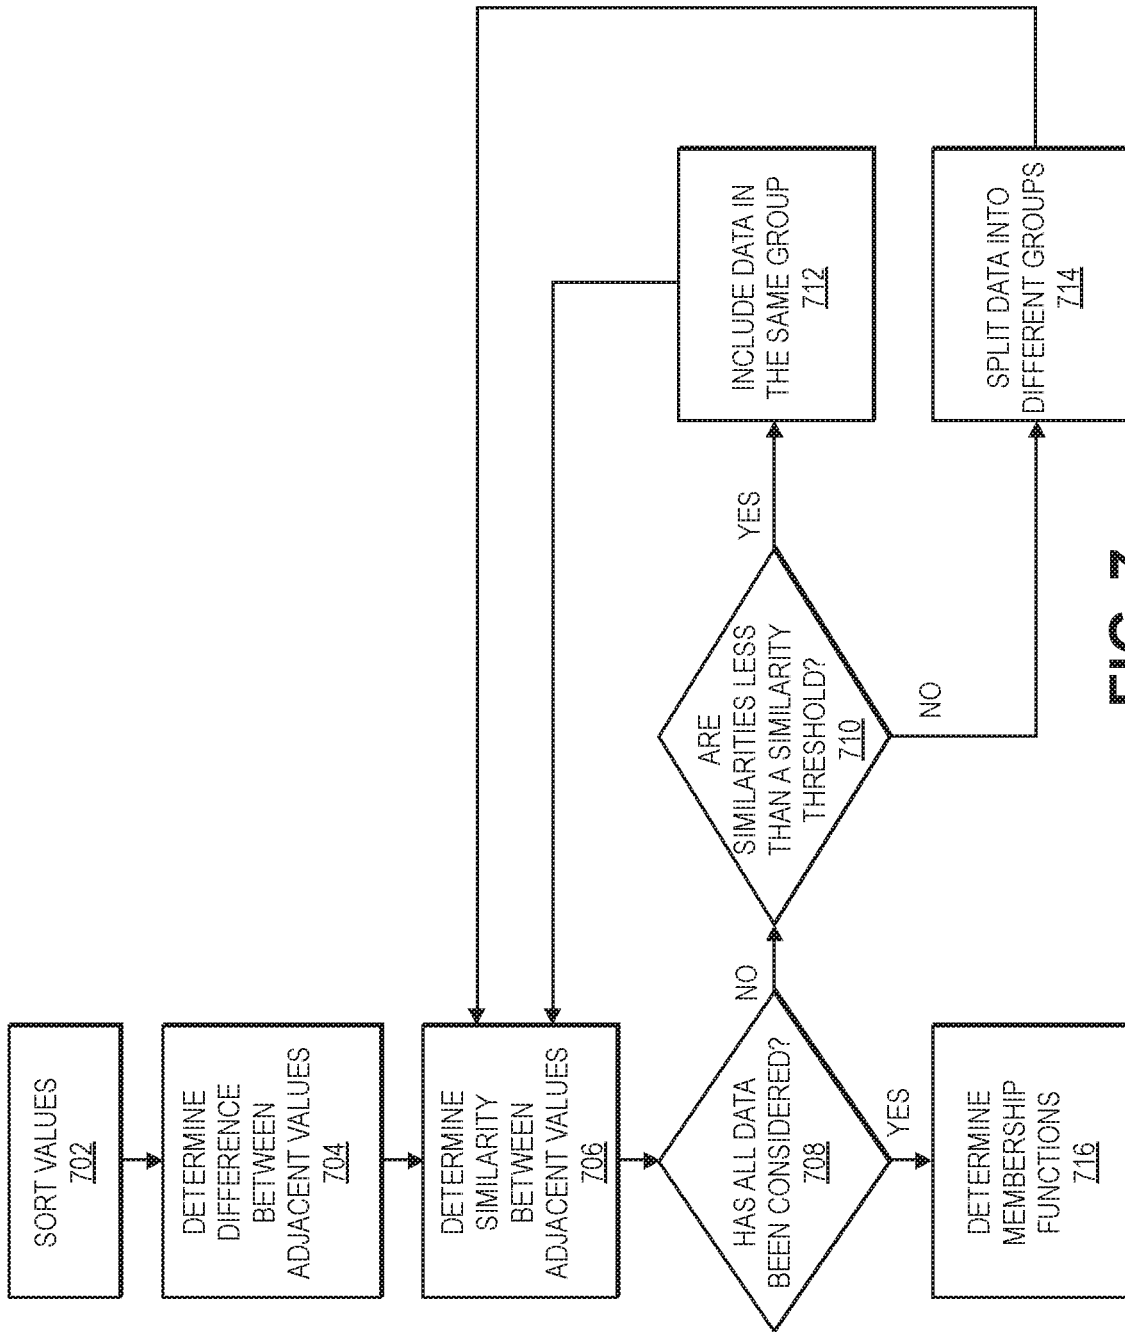 SORT VALUES
702
DETERMINE
DIFFERENCE
BETWEEN
ADJACENT VALUES
704
DETERMINE
SIMILARITY
BETWEEN
ADJACENT VALUES
706
HAS ALL DATA
BEEN CONSIDERED?
708
NO
YES
ARE
SIMILARITIES LESS
THAN A SIMILARITY
THRESHOLD?
710
YES
NO
INCLUDE DATA IN
THE SAME GROUP
712
SPLIT DATA INTO
DIFFERENT GROUPS
714
DETERMINE
MEMBERSHIP
FUNCTIONS
716
FIG. 7